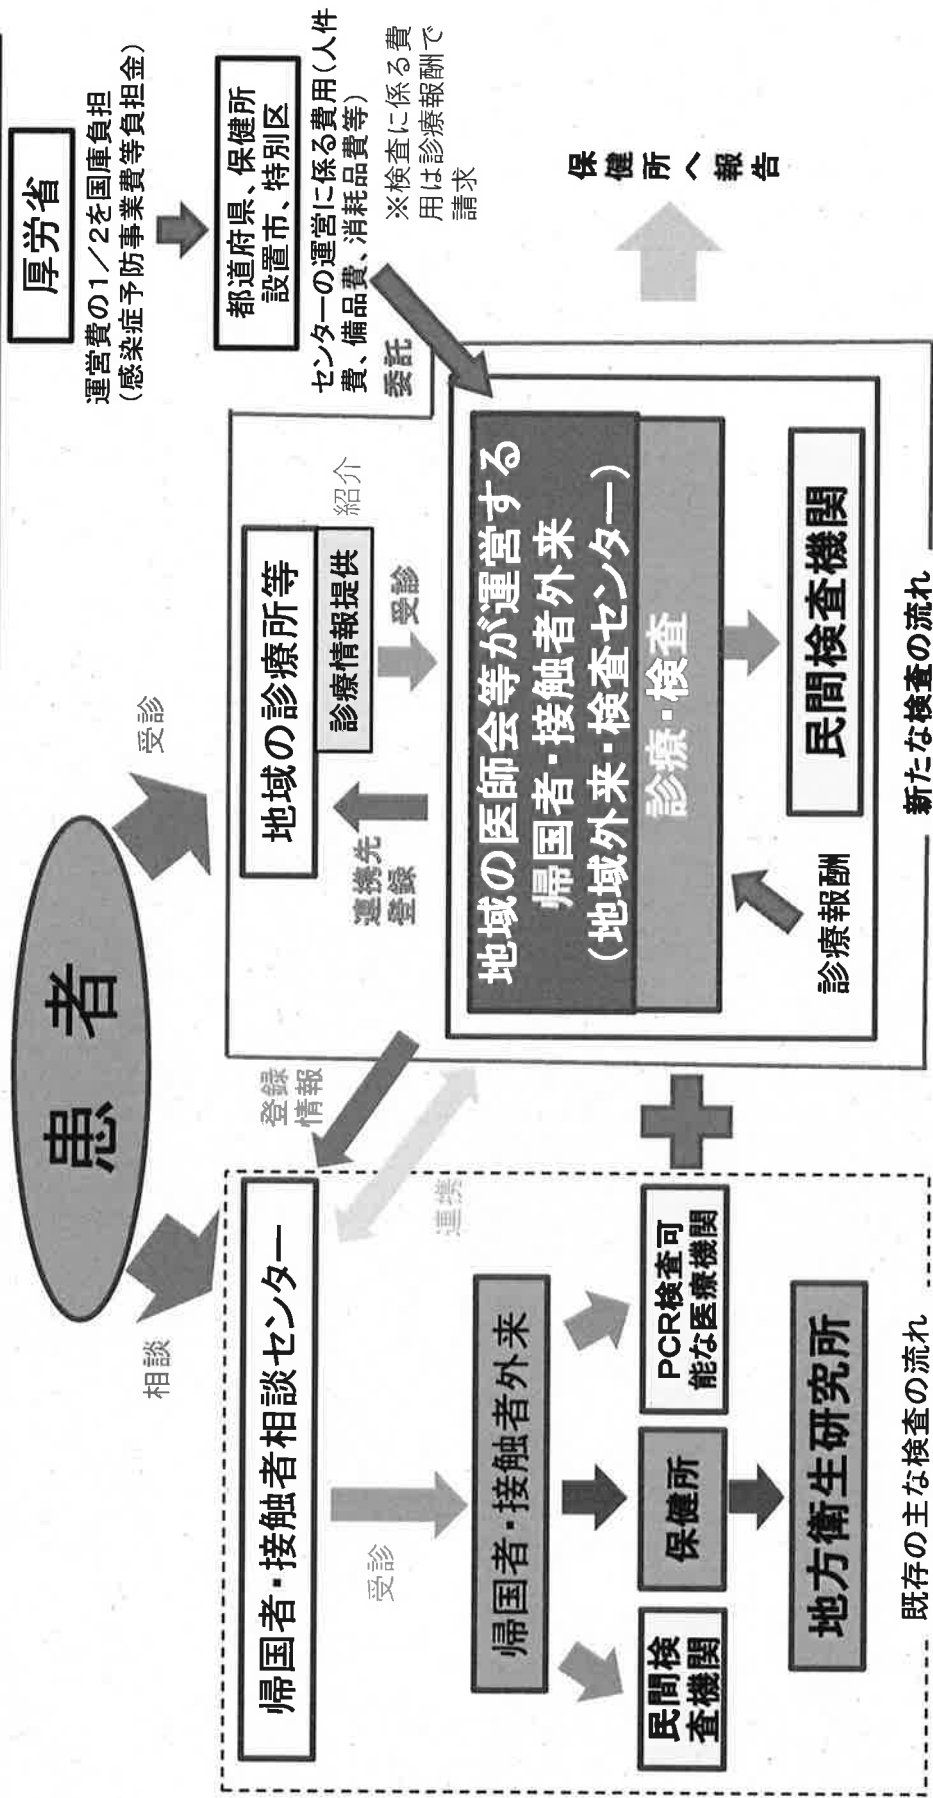 患者
相談
受診
帰国者・接触者相談センター
受診
帰国者・接触者外来
民間検
査機関
保健所
PCR検査可
能な医療機関
地方衛生研究所
既存の主な検査の流れ
登録
情報
連携
地域の診療所等
診療情報提供
紹介
連携先
登録
受診
地域の医師会等が運営する
帰国者・接触者外来
(地域外来・検査センター)
診療・検査
診療報酬
民間検査機関
新たな検査の流れ
厚労省
運営費の1/2を国庫負担
(感染症予防事業費等負担金)
都道府県、保健所
設置市、特別区
センターの運営に係る費用(人件
費、備品費、消耗品費等)
委託
※検査に係る費
用は診療報酬で
請求
保健所へ報告